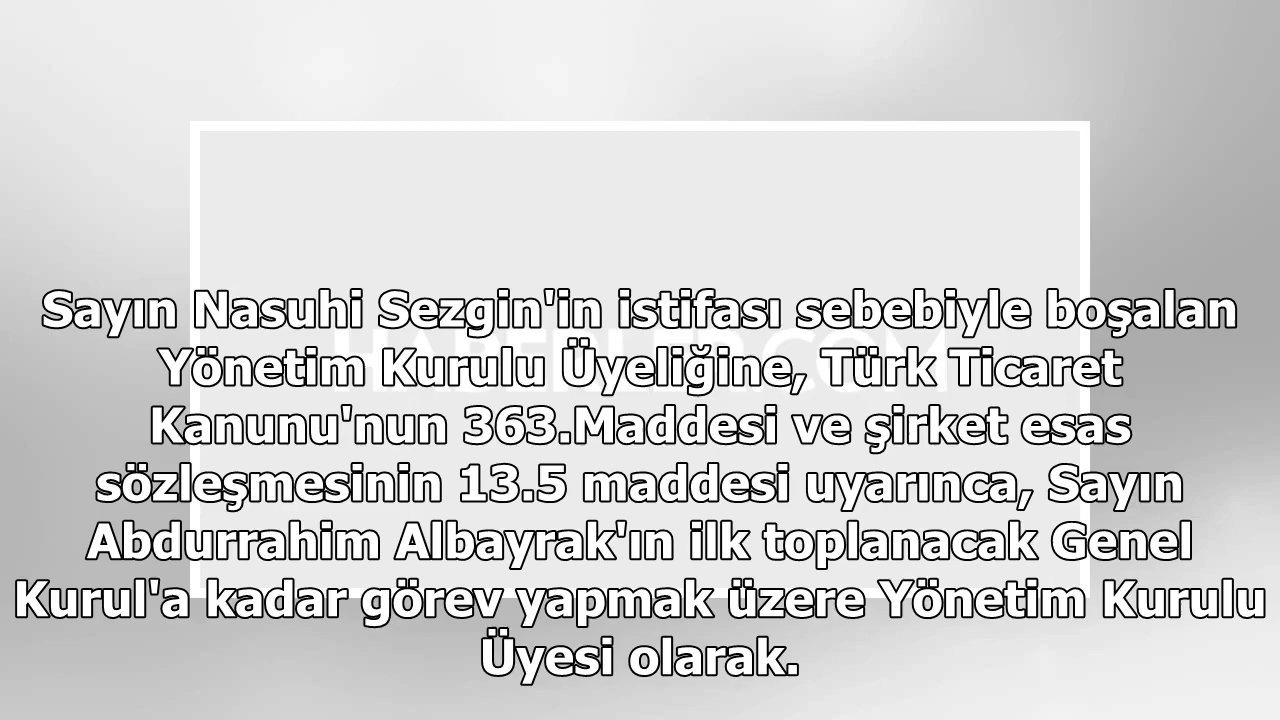 Sayın Nasuhi Sezgin'in istifası sebebiyle boşalan
Yönetim Kurulu Üyeliğine, Türk Ticaret
Kanunu'nun 363.Maddesi ve şirket esas
sözleşmesinin 13.5 maddesi uyarınca, Sayın
Abdurrahim Albayrak'ın ilk toplanacak Genel
Kurul'a kadar görev yapmak üzere Yönetim Kurulu
Üyesi olarak.